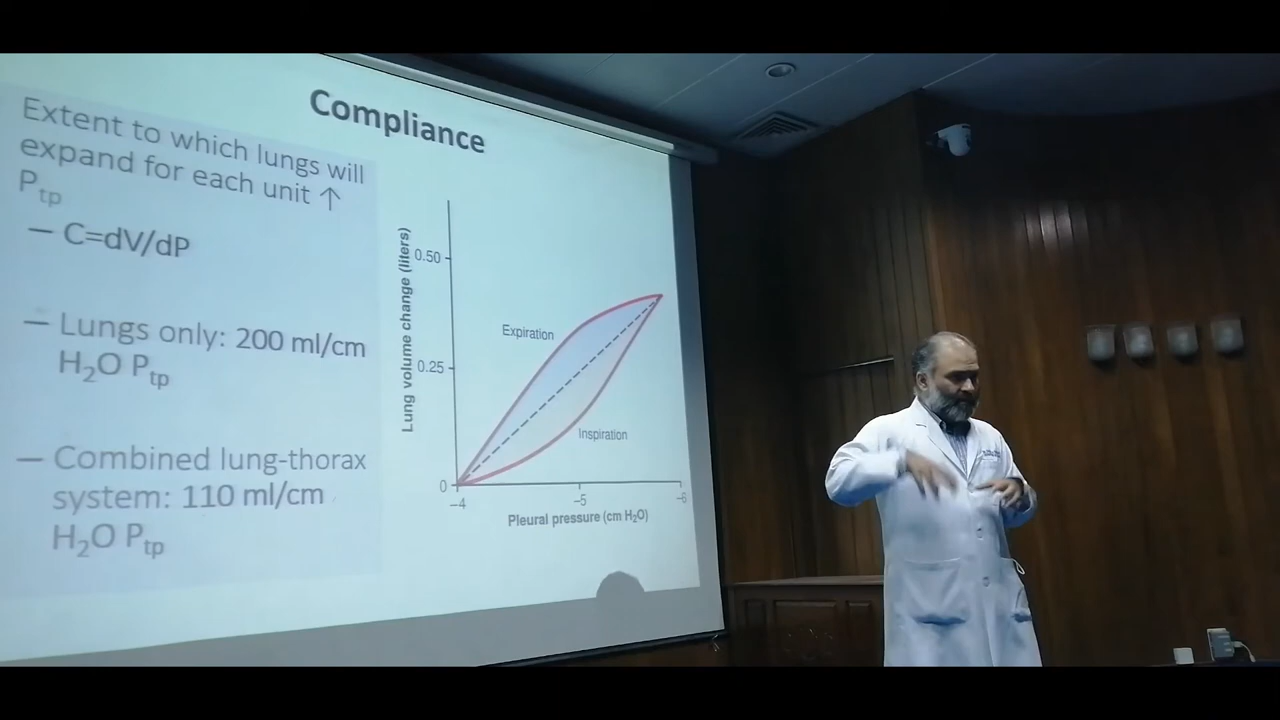 Compliance
Extent to which lungs will
expand for each unit ↑
Ptp
– C=dV/dP
– Lungs only: 200 ml/cm
H₂O Ptp
– Combined lung-thorax
system: 110 ml/cm
H₂O Ptp
Lung volume change (liters)
0.50
0.25
0
Expiration
Inspiration
–4
–5
–6
Pleural pressure (cm H₂O)